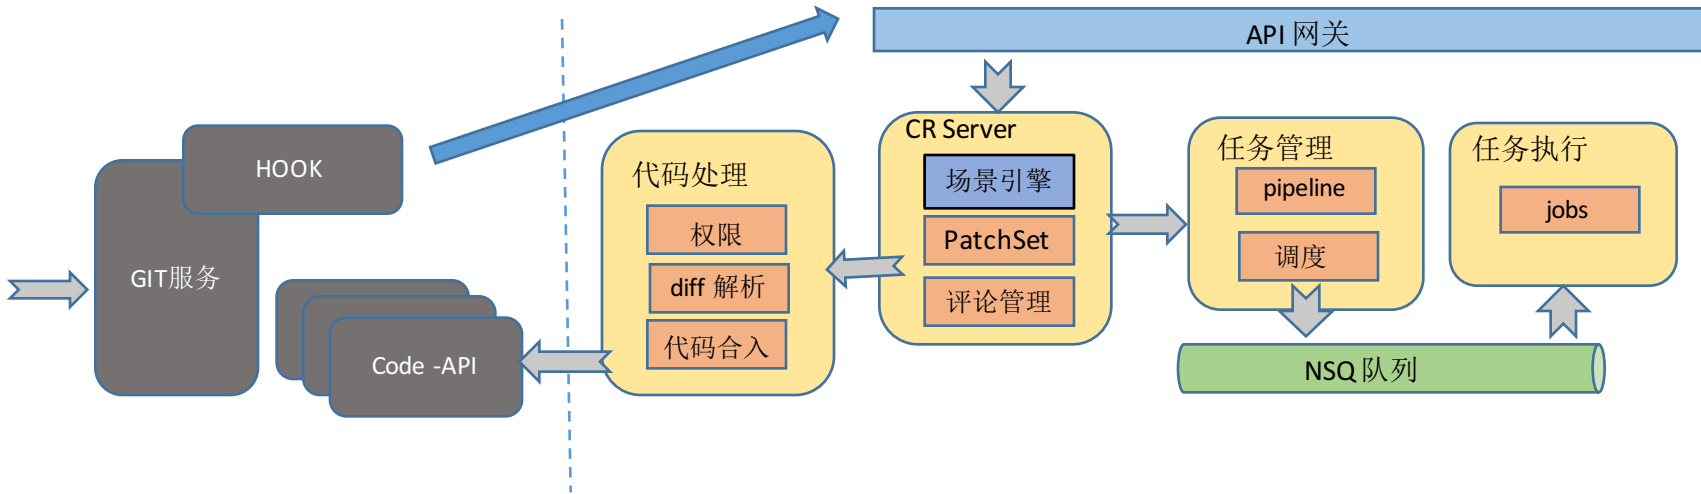 API 网关
HOOK
GIT服务
Code -API
代码处理
权限
diff 解析
代码合入
CR Server
场景引擎
PatchSet
评论管理
任务管理
pipeline
调度
任务执行
jobs
NSQ 队列